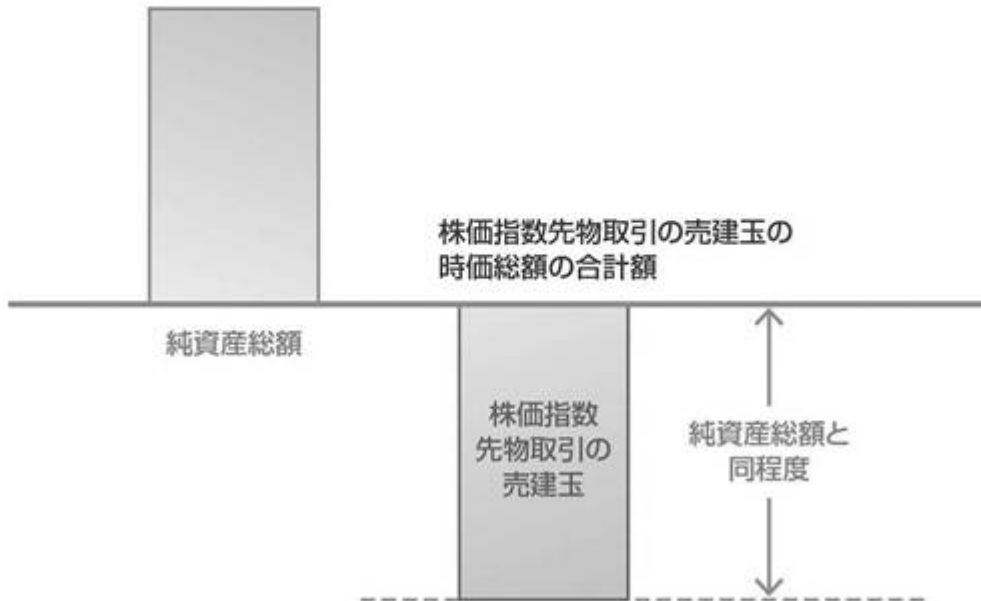 株価指数先物取引の売建玉の
時価総額の合計額
純資産総額
株価指数
先物取引の
売建玉
純資産総額と
同程度